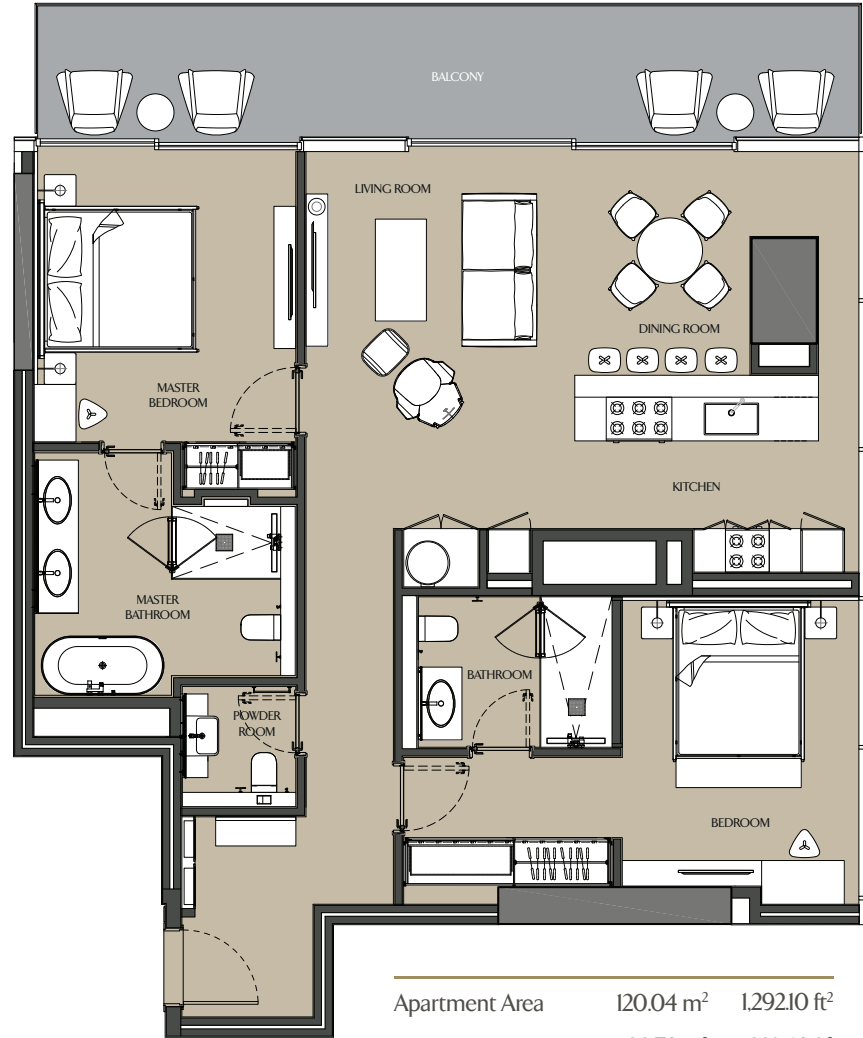 BALCONY
LIVING ROOM
DINING ROOM
MASTER
BEDROOM
KITCHEN
MASTER
BATHROOM
BATHROOM
POWDER
ROOM
BEDROOM
Apartment Area 120.04 m² 1,292.10 ft²